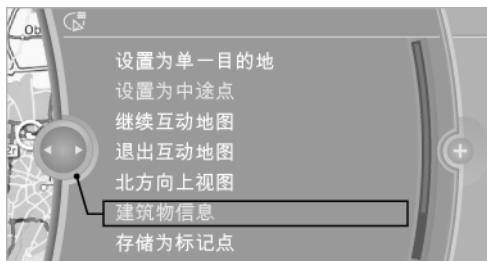 Ob
设置为单一目的地
设置为中途点
继续互动地图
退出互动地图
北方向上视图
建筑物信息
存储为标记点